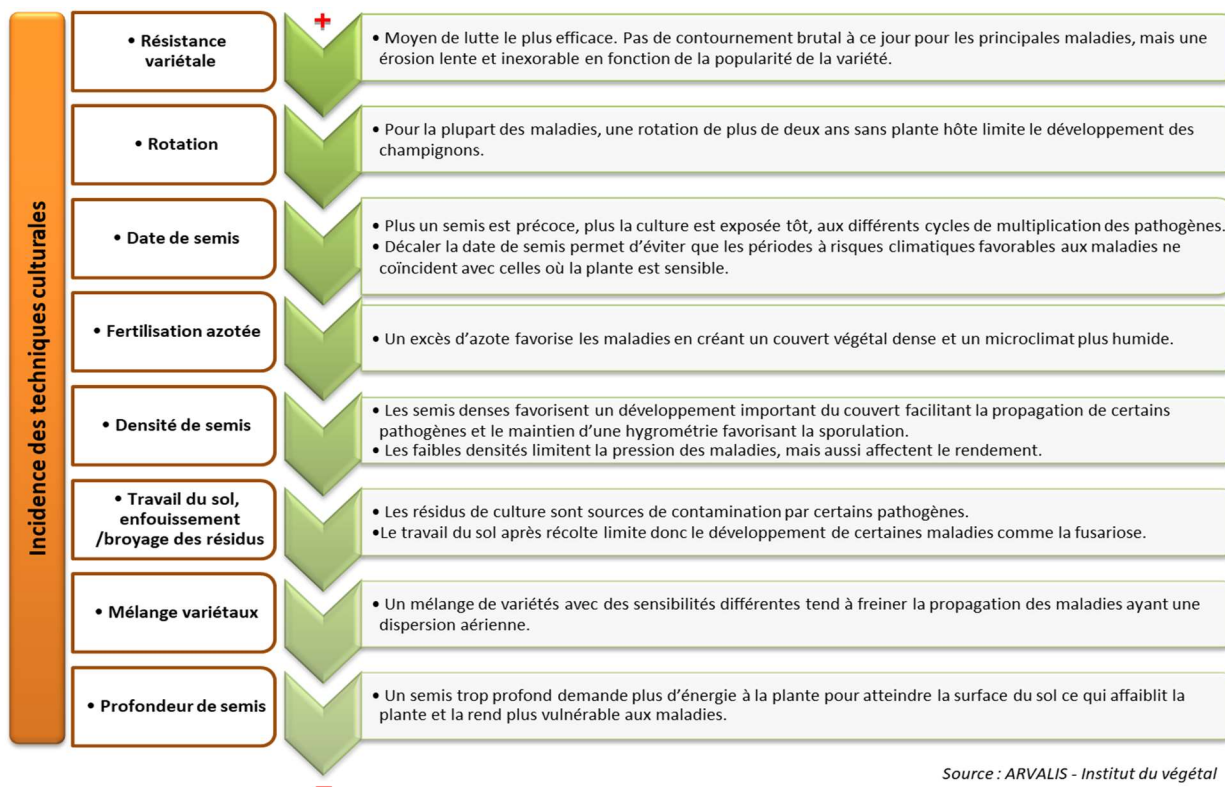 Incidence des techniques culturales
+
• Résistance
variétale
• Moyen de lutte le plus efficace. Pas de contournement brutal à ce jour pour les principales maladies, mais une
érosion lente et inexorable en fonction de la popularité de la variété.
• Rotation
• Pour la plupart des maladies, une rotation de plus de deux ans sans plante hôte limite le développement des
champignons.
• Date de semis
• Plus un semis est précoce, plus la culture est exposée tôt, aux différents cycles de multiplication des pathogènes.
• Décaler la date de semis permet d'éviter que les périodes à risques climatiques favorables aux maladies ne
coïncident avec celles où la plante est sensible.
• Fertilisation azotée
• Un excès d'azote favorise les maladies en créant un couvert végétal dense et un microclimat plus humide.
• Densité de semis
• Les semis denses favorisent un développement important du couvert facilitant la propagation de certains
pathogènes et le maintien d'une hygrométrie favorisant la sporulation.
• Les faibles densités limitent la pression des maladies, mais aussi affectent le rendement.
• Travail du sol,
enfouissement
/broyage des résidus
• Les résidus de culture sont sources de contamination par certains pathogènes.
•Le travail du sol après récolte limite donc le développement de certaines maladies comme la fusariose.
• Mélange variétaux
• Un mélange de variétés avec des sensibilités différentes tend à freiner la propagation des maladies ayant une
dispersion aérienne.
• Profondeur de semis
• Un semis trop profond demande plus d'énergie à la plante pour atteindre la surface du sol ce qui affaiblit la
plante et la rend plus vulnérable aux maladies.
Source : ARVALIS - Institut du végétal